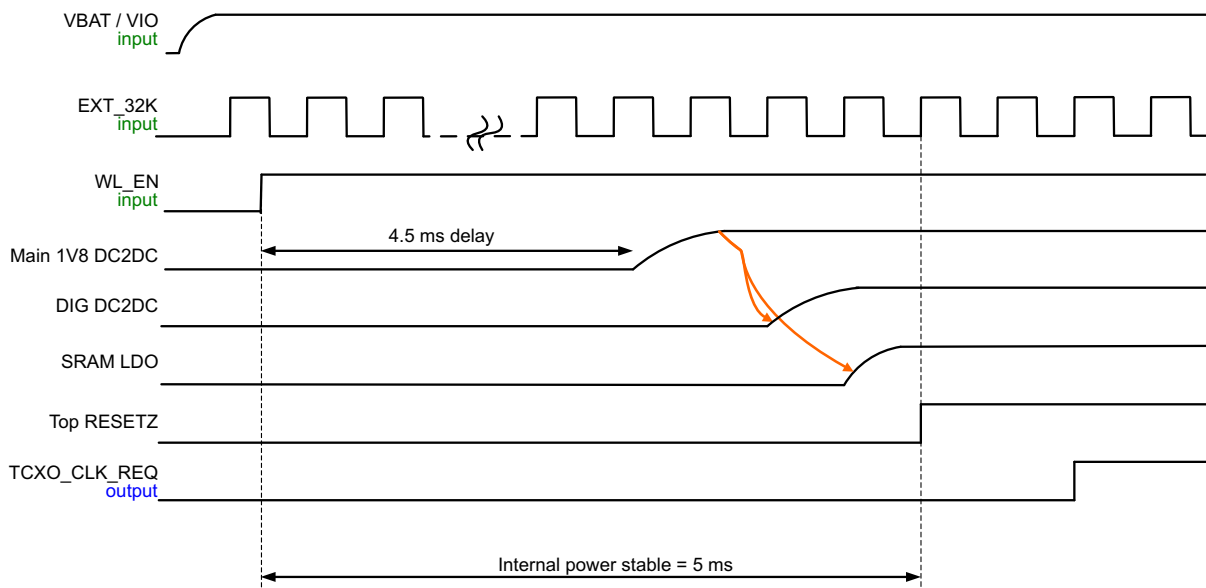 VBAT / VIO
input
EXT_32K
input
WL_EN
input
4.5 ms delay
Main 1V8 DC2DC
DIG DC2DC
SRAM LDO
Top RESETZ
TCXO_CLK_REQ
output
Internal power stable = 5 ms